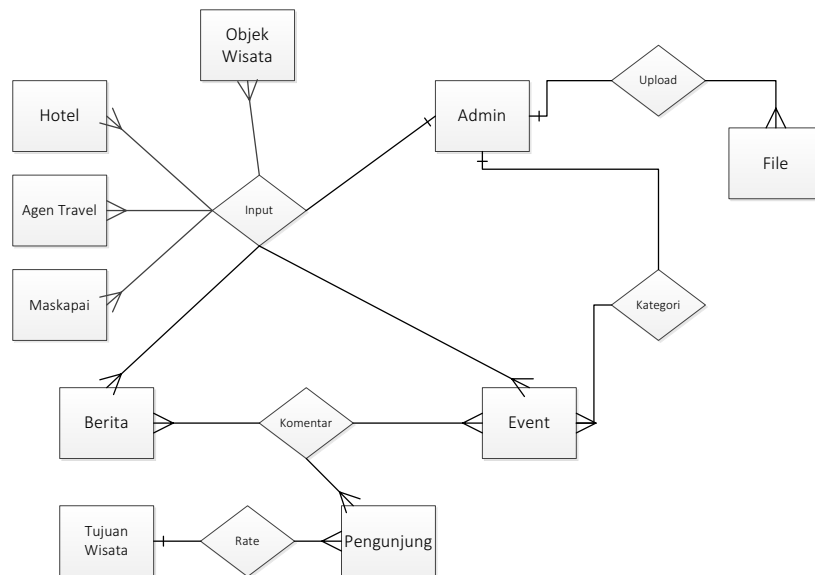 Objek
Wisata
Hotel
Admin
Upload
File
Agen Travel
Input
Maskapai
Kategori
Berita
Komentar
Event
Tujuan
Wisata
Rate
Pengunjung